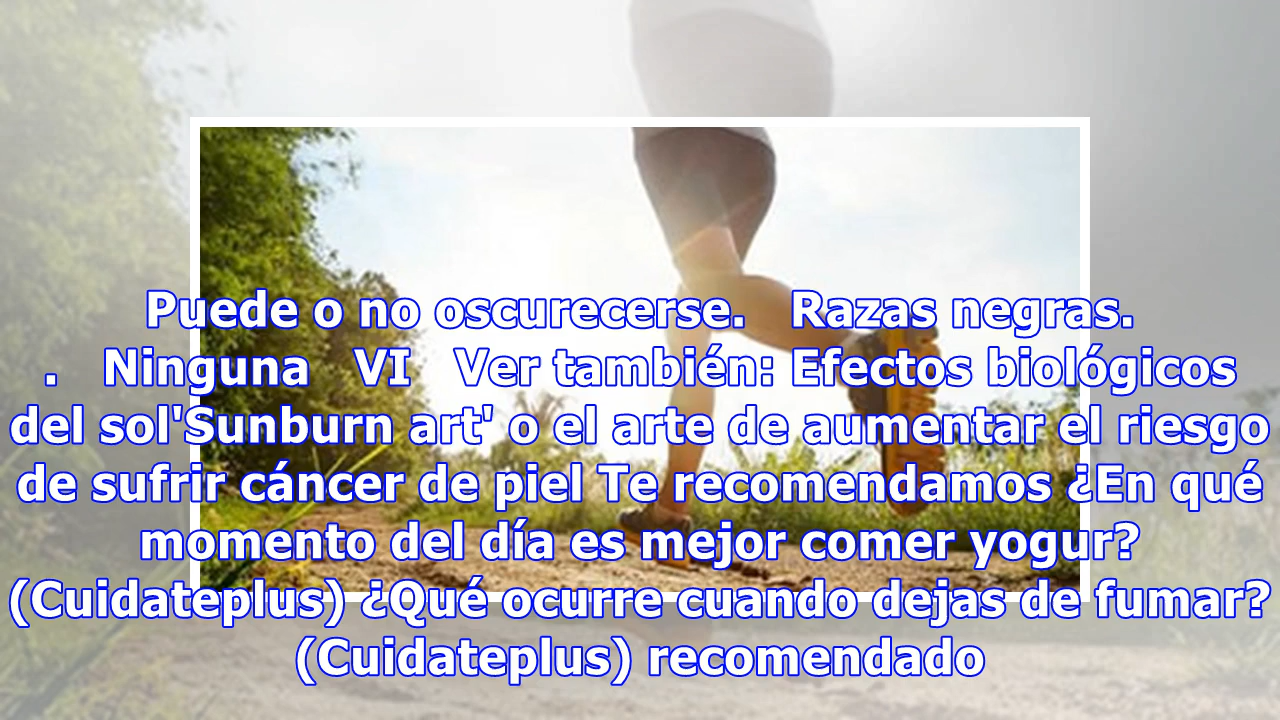 Puede o no oscurecerse.   Razas negras.
.   Ninguna   VI   Ver también: Efectos biológicos
del sol'Sunburn art' o el arte de aumentar el riesgo
de sufrir cáncer de piel Te recomendamos ¿En qué
momento del día es mejor comer yogur?
(Cuidateplus) ¿Qué ocurre cuando dejas de fumar?
(Cuidateplus) recomendado